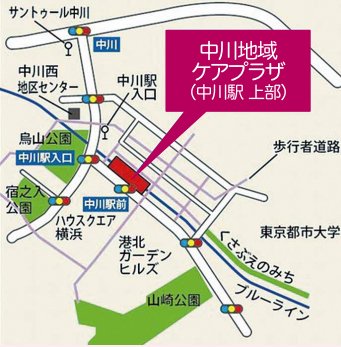 サントゥール中川
中川
中川地域
ケアプラザ
(中川駅 上部)
中川西
地区センター
中川駅
入口
烏山公園
中川駅入口
歩行者道路
宿之入
公園
中川駅前
ハウスクエア
横浜
港北
ガーデン
ヒルズ
東京都市大学
くさぶえのみち
山崎公園
ブルーライン